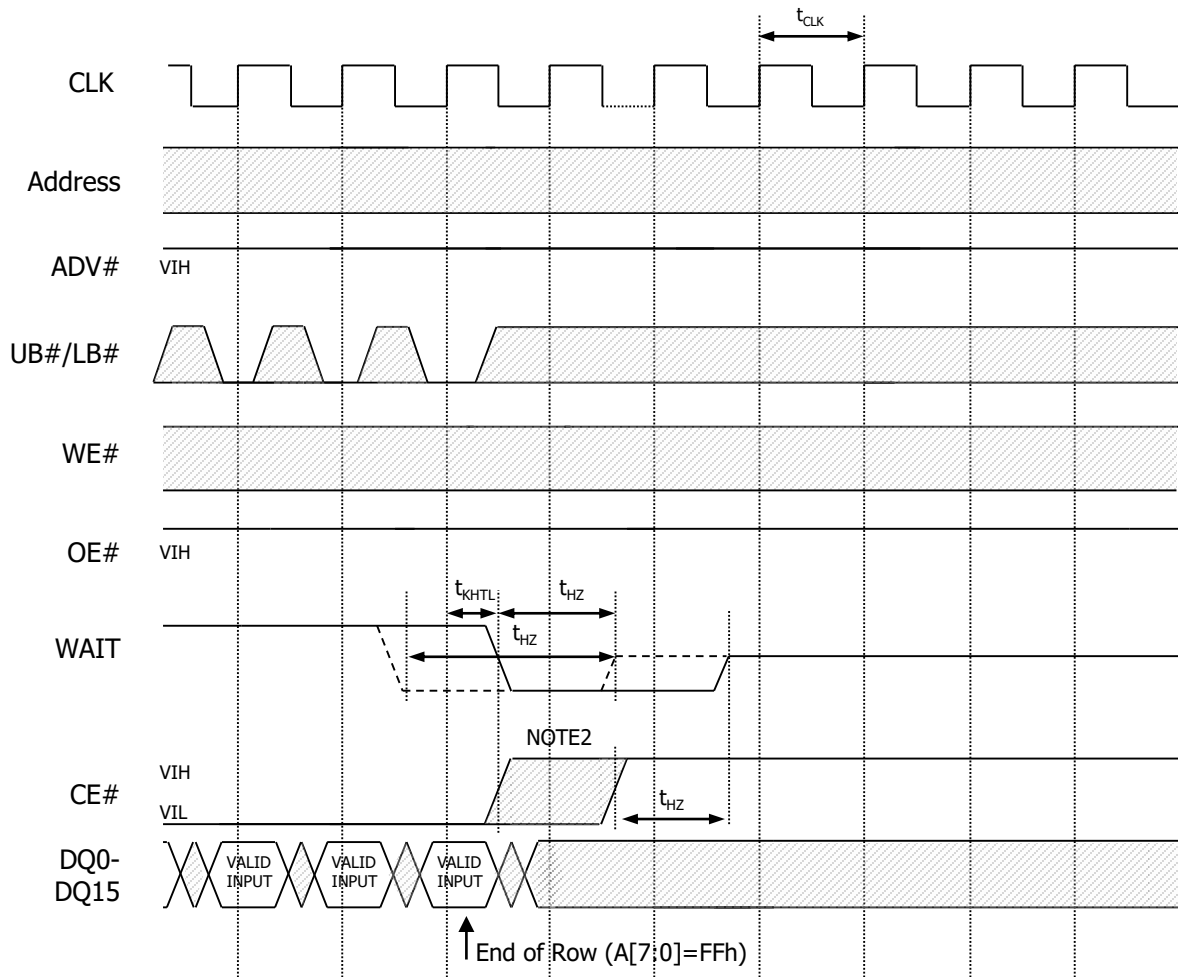 tCLK
CLK
Address
ADV#
VIH
UB#/LB#
WE#
OE#
VIH
tKHTL
tHZ
tHZ
WAIT
NOTE2
VIH
CE#
VIL
tHZ
DQ0-
DQ15
VALID
INPUT
VALID
INPUT
VALID
INPUT
End of Row (A[7:0]=FFh)